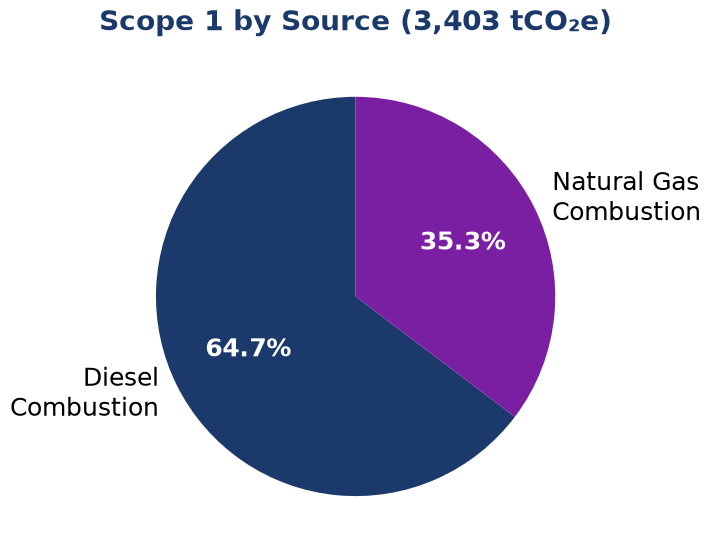 Scope 1 by Source (3,403 tCO₂e)
Natural Gas
Combustion
35.3%
64.7%
Diesel
Combustion